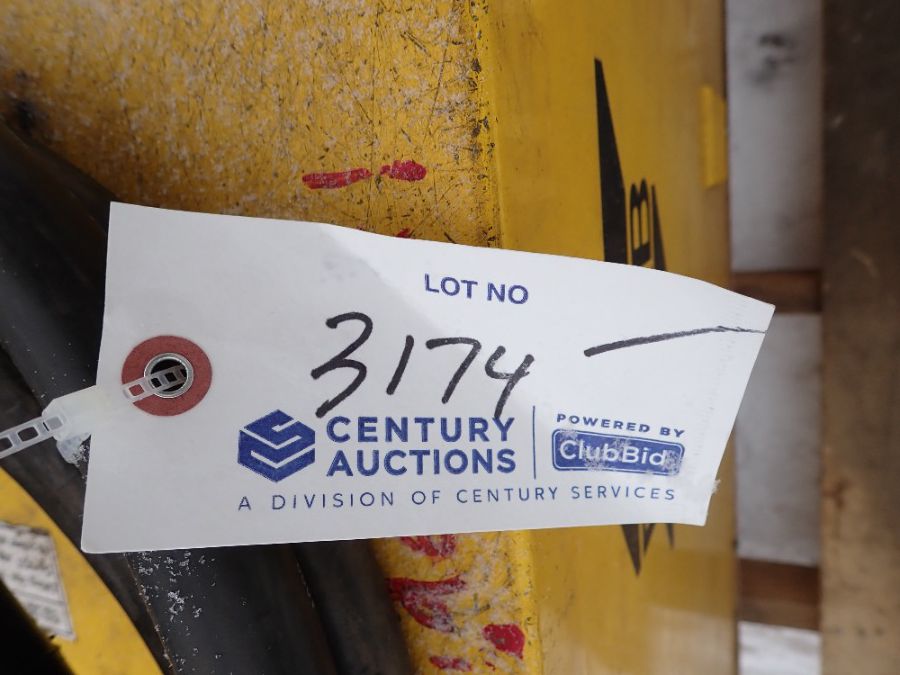 LOT NO
3174
CENTURY
AUCTIONS
POWERED BY
ClubBid
A DIVISION OF CENTURY SERVICES
B